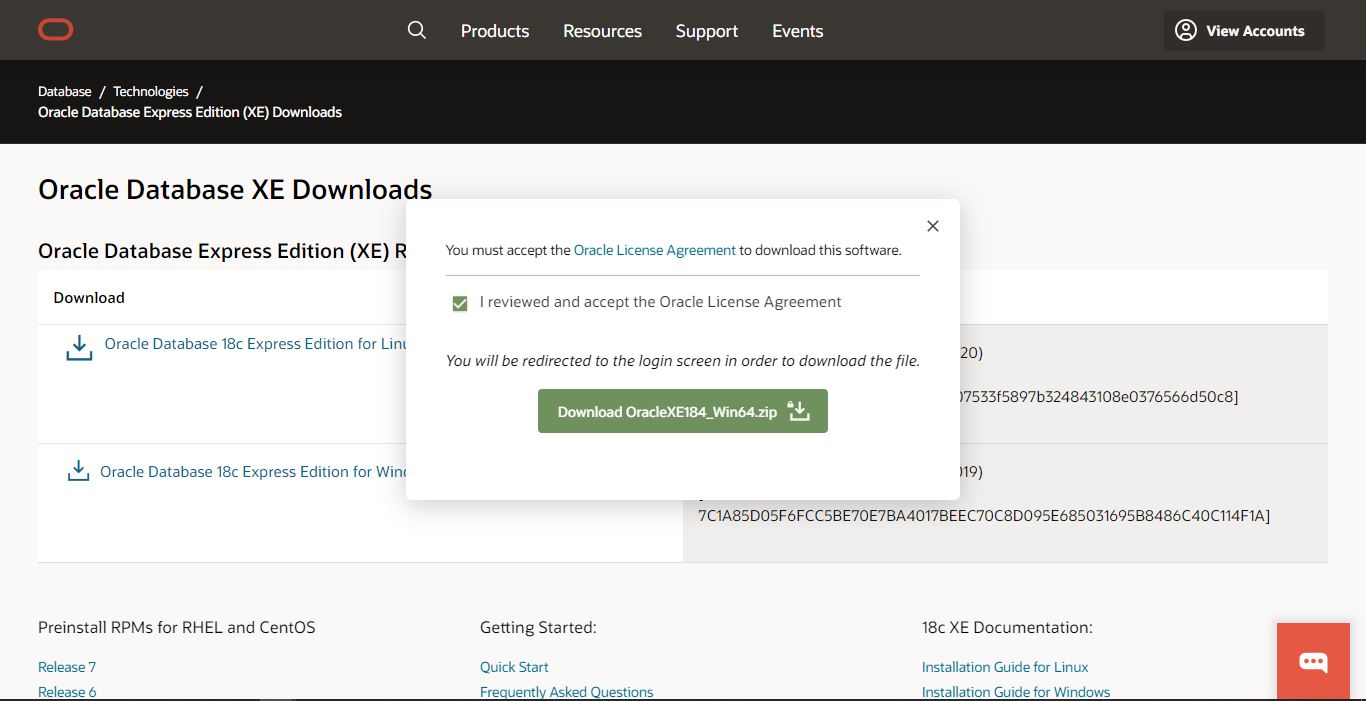 Products
Resources
Support
Events
View Accounts
Database / Technologies /
Oracle Database Express Edition (XE) Downloads
Oracle Database XE Downloads
Oracle Database Express Edition (XE) R
Download
You must accept the Oracle License Agreement to download this software.
I reviewed and accept the Oracle License Agreement
You will be redirected to the login screen in order to download the file.
Download OracleXE184_Win64.zip
Oracle Database 18c Express Edition for Linu
20)
07533f5897b324843108e0376566d50c8]
Oracle Database 18c Express Edition for Wind
019)
7C1A85D05F6FCC5BE70E7BA4017BEEC70C8D095E685031695B8486C40C114F1A]
Preinstall RPMs for RHEL and CentOS
Release 7
Release 6
Getting Started:
Quick Start
Frequently Asked Questions
18c XE Documentation:
Installation Guide for Linux
Installation Guide for Windows